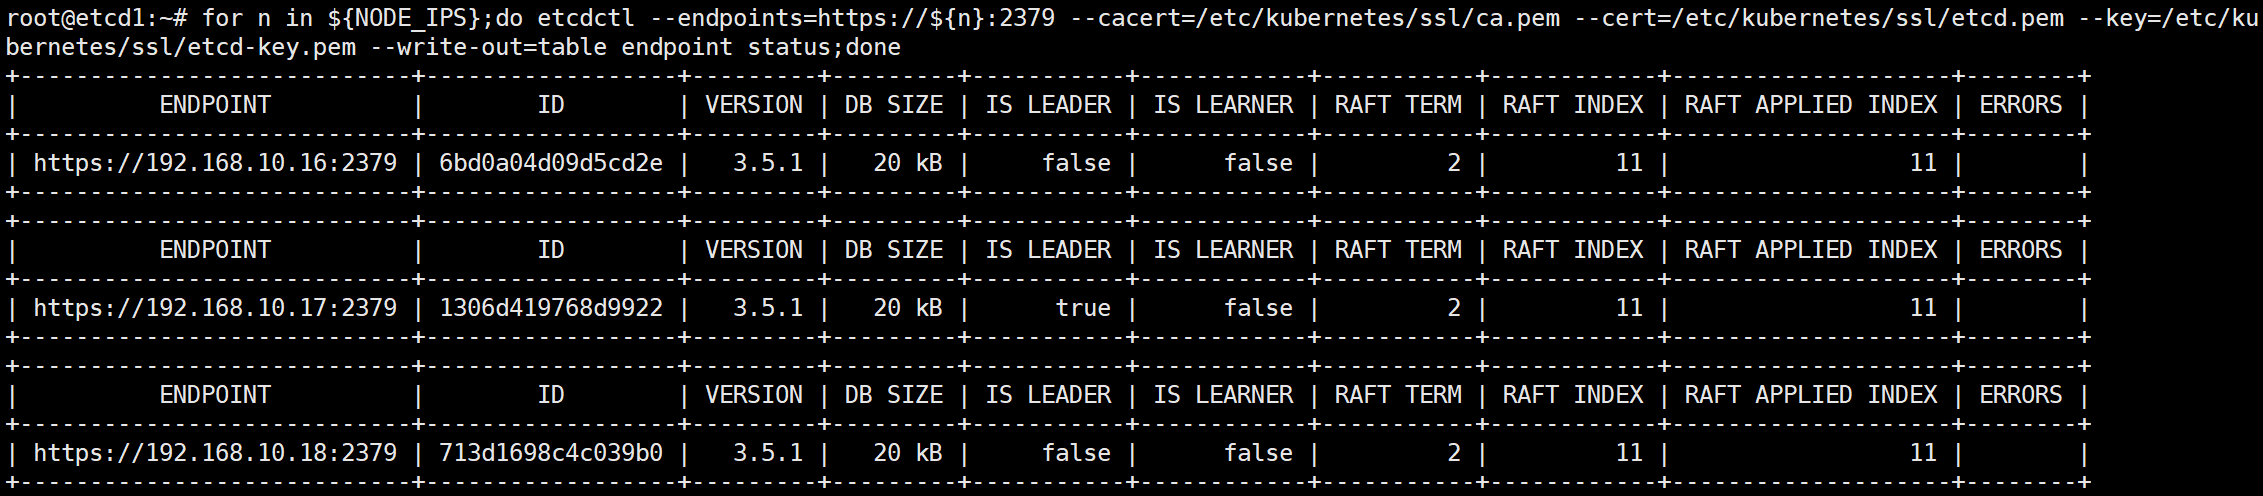 root@etcd1:~# for n in ${NODE_IPS};do etcdctl --endpoints=https://${n}:2379 --cacert=/etc/kubernetes/ssl/ca.pem --cert=/etc/kubernetes/ssl/etcd.pem --key=/etc/ku
bernetes/ssl/etcd-key.pem --write-out=table endpoint status;done
+----------------------------+------------------+---------+---------+-----------+------------+-----------+------------+--------------------+--------+
|          ENDPOINT          |        ID        | VERSION | DB SIZE | IS LEADER | IS LEARNER | RAFT TERM | RAFT INDEX | RAFT APPLIED INDEX | ERRORS |
+----------------------------+------------------+---------+---------+-----------+------------+-----------+------------+--------------------+--------+
| https://192.168.10.16:2379 | 6bd0a04d09d5cd2e |   3.5.1 |   20 kB |     false |      false |         2 |         11 |                 11 |        |
+----------------------------+------------------+---------+---------+-----------+------------+-----------+------------+--------------------+--------+
+----------------------------+------------------+---------+---------+-----------+------------+-----------+------------+--------------------+--------+
|          ENDPOINT          |        ID        | VERSION | DB SIZE | IS LEADER | IS LEARNER | RAFT TERM | RAFT INDEX | RAFT APPLIED INDEX | ERRORS |
+----------------------------+------------------+---------+---------+-----------+------------+-----------+------------+--------------------+--------+
| https://192.168.10.17:2379 | 1306d419768d9922 |   3.5.1 |   20 kB |      true |      false |         2 |         11 |                 11 |        |
+----------------------------+------------------+---------+---------+-----------+------------+-----------+------------+--------------------+--------+
+----------------------------+------------------+---------+---------+-----------+------------+-----------+------------+--------------------+--------+
|          ENDPOINT          |        ID        | VERSION | DB SIZE | IS LEADER | IS LEARNER | RAFT TERM | RAFT INDEX | RAFT APPLIED INDEX | ERRORS |
+----------------------------+------------------+---------+---------+-----------+------------+-----------+------------+--------------------+--------+
| https://192.168.10.18:2379 | 713d1698c4c039b0 |   3.5.1 |   20 kB |     false |      false |         2 |         11 |                 11 |        |
+----------------------------+------------------+---------+---------+-----------+------------+-----------+------------+--------------------+--------+